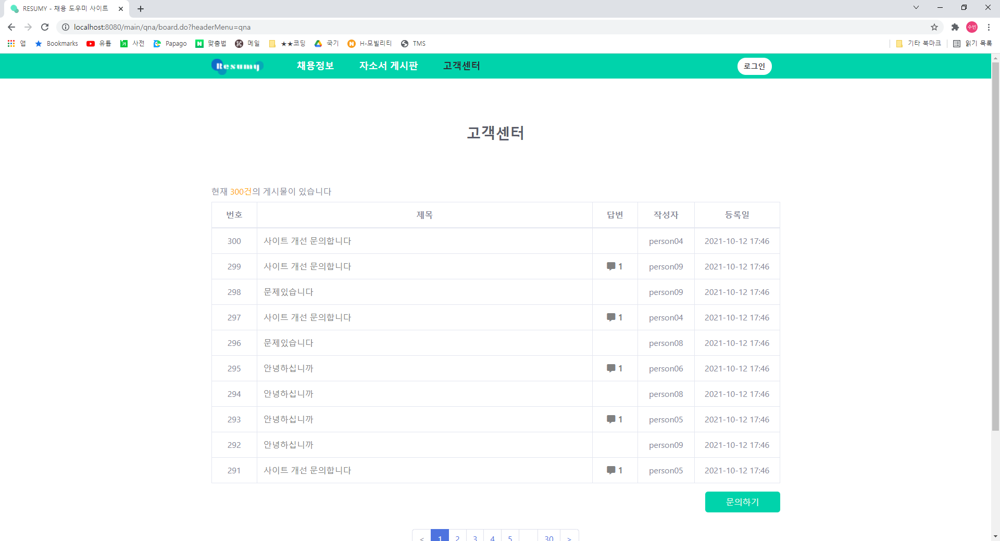 RESUMY - 채용 도우미 사이트
localhost:8080/main/qna/board.do?headerMenu=qna
수빈
앱 Bookmarks 유튭 사전 Papago 맞춤법 메일 ★★코딩 국기 H-모빌리티 TMS 기타 북마크 읽기 목록
Resumy 채용정보 자소서 게시판 고객센터 로그인
고객센터
현재 300건의 게시물이 있습니다
번호 제목 답변 작성자 등록일
300 사이트 개선 문의합니다 person04 2021-10-12 17:46
299 사이트 개선 문의합니다 1 person09 2021-10-12 17:46
298 문제있습니다 person09 2021-10-12 17:46
297 사이트 개선 문의합니다 1 person04 2021-10-12 17:46
296 문제있습니다 person08 2021-10-12 17:46
295 안녕하십니까 1 person06 2021-10-12 17:46
294 안녕하십니까 person08 2021-10-12 17:46
293 안녕하십니까 1 person05 2021-10-12 17:46
292 안녕하십니까 person09 2021-10-12 17:46
291 사이트 개선 문의합니다 1 person05 2021-10-12 17:46
문의하기
< 1 2 3 4 5 30 >